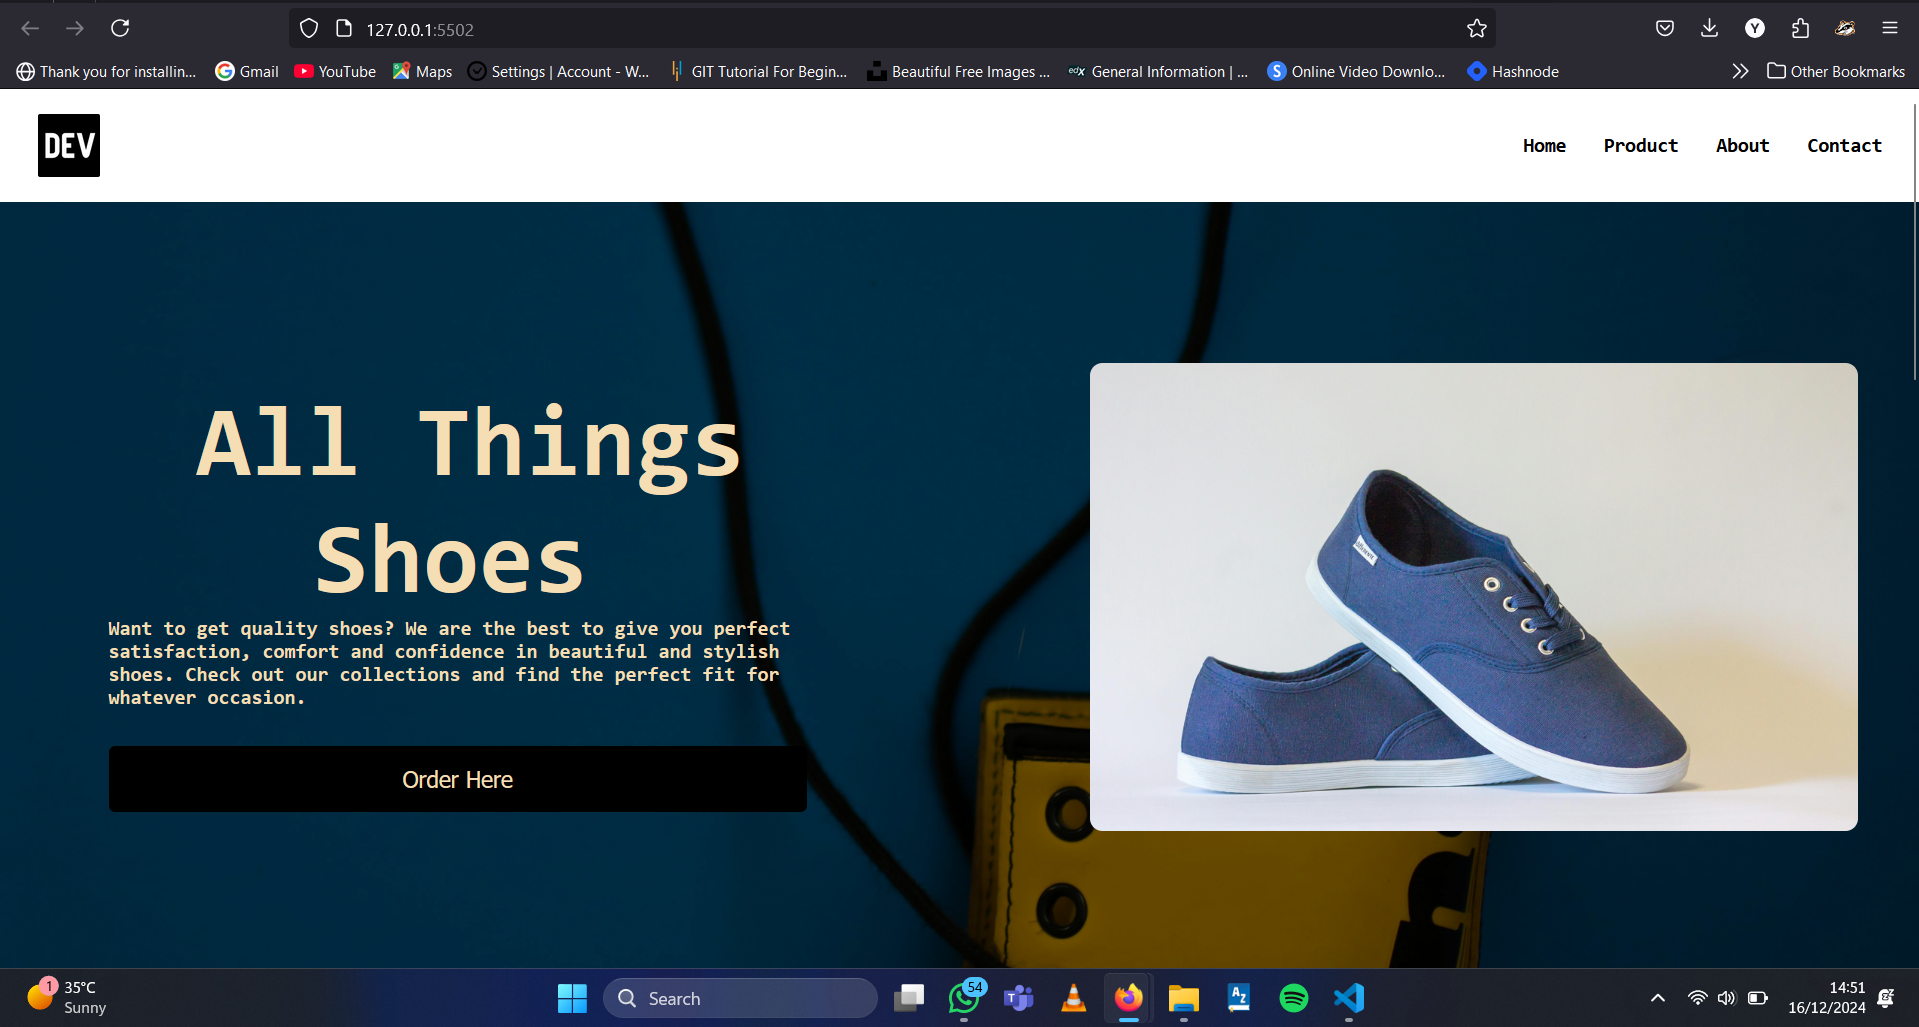 127.0.0.1:5502
Y
Thank you for installin...
Gmail
YouTube
Maps
Settings | Account - W...
GIT Tutorial For Begin...
Beautiful Free Images ...
edX
General Information | ...
S
Online Video Downlo...
Hashnode
Other Bookmarks
DEV
Home
Product
About
Contact
All Things
Shoes
Want to get quality shoes? We are the best to give you perfect
satisfaction, comfort and confidence in beautiful and stylish
shoes. Check out our collections and find the perfect fit for
whatever occasion.
Order Here
1
35°C
Sunny
Search
54
T
A
Z
14:51
16/12/2024